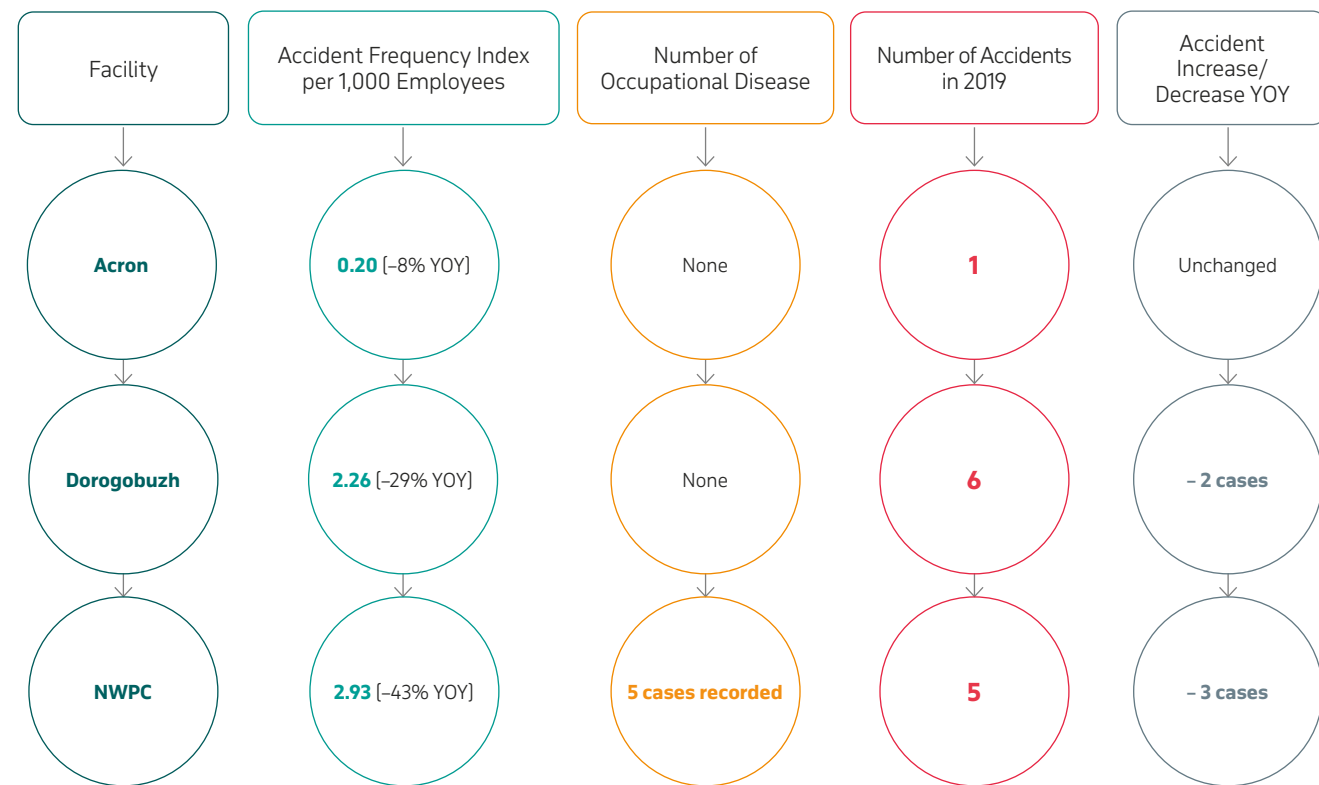 Facility
Accident Frequency Index
per 1,000 Employees
Number of
Occupational Disease
Number of Accidents
in 2019
Accident
Increase/
Decrease YOY
Acron
0.20 (–8% YOY)
None
1
Unchanged
Dorogobuzh
2.26 (–29% YOY)
None
6
– 2 cases
NWPC
2.93 (–43% YOY)
5 cases recorded
5
– 3 cases